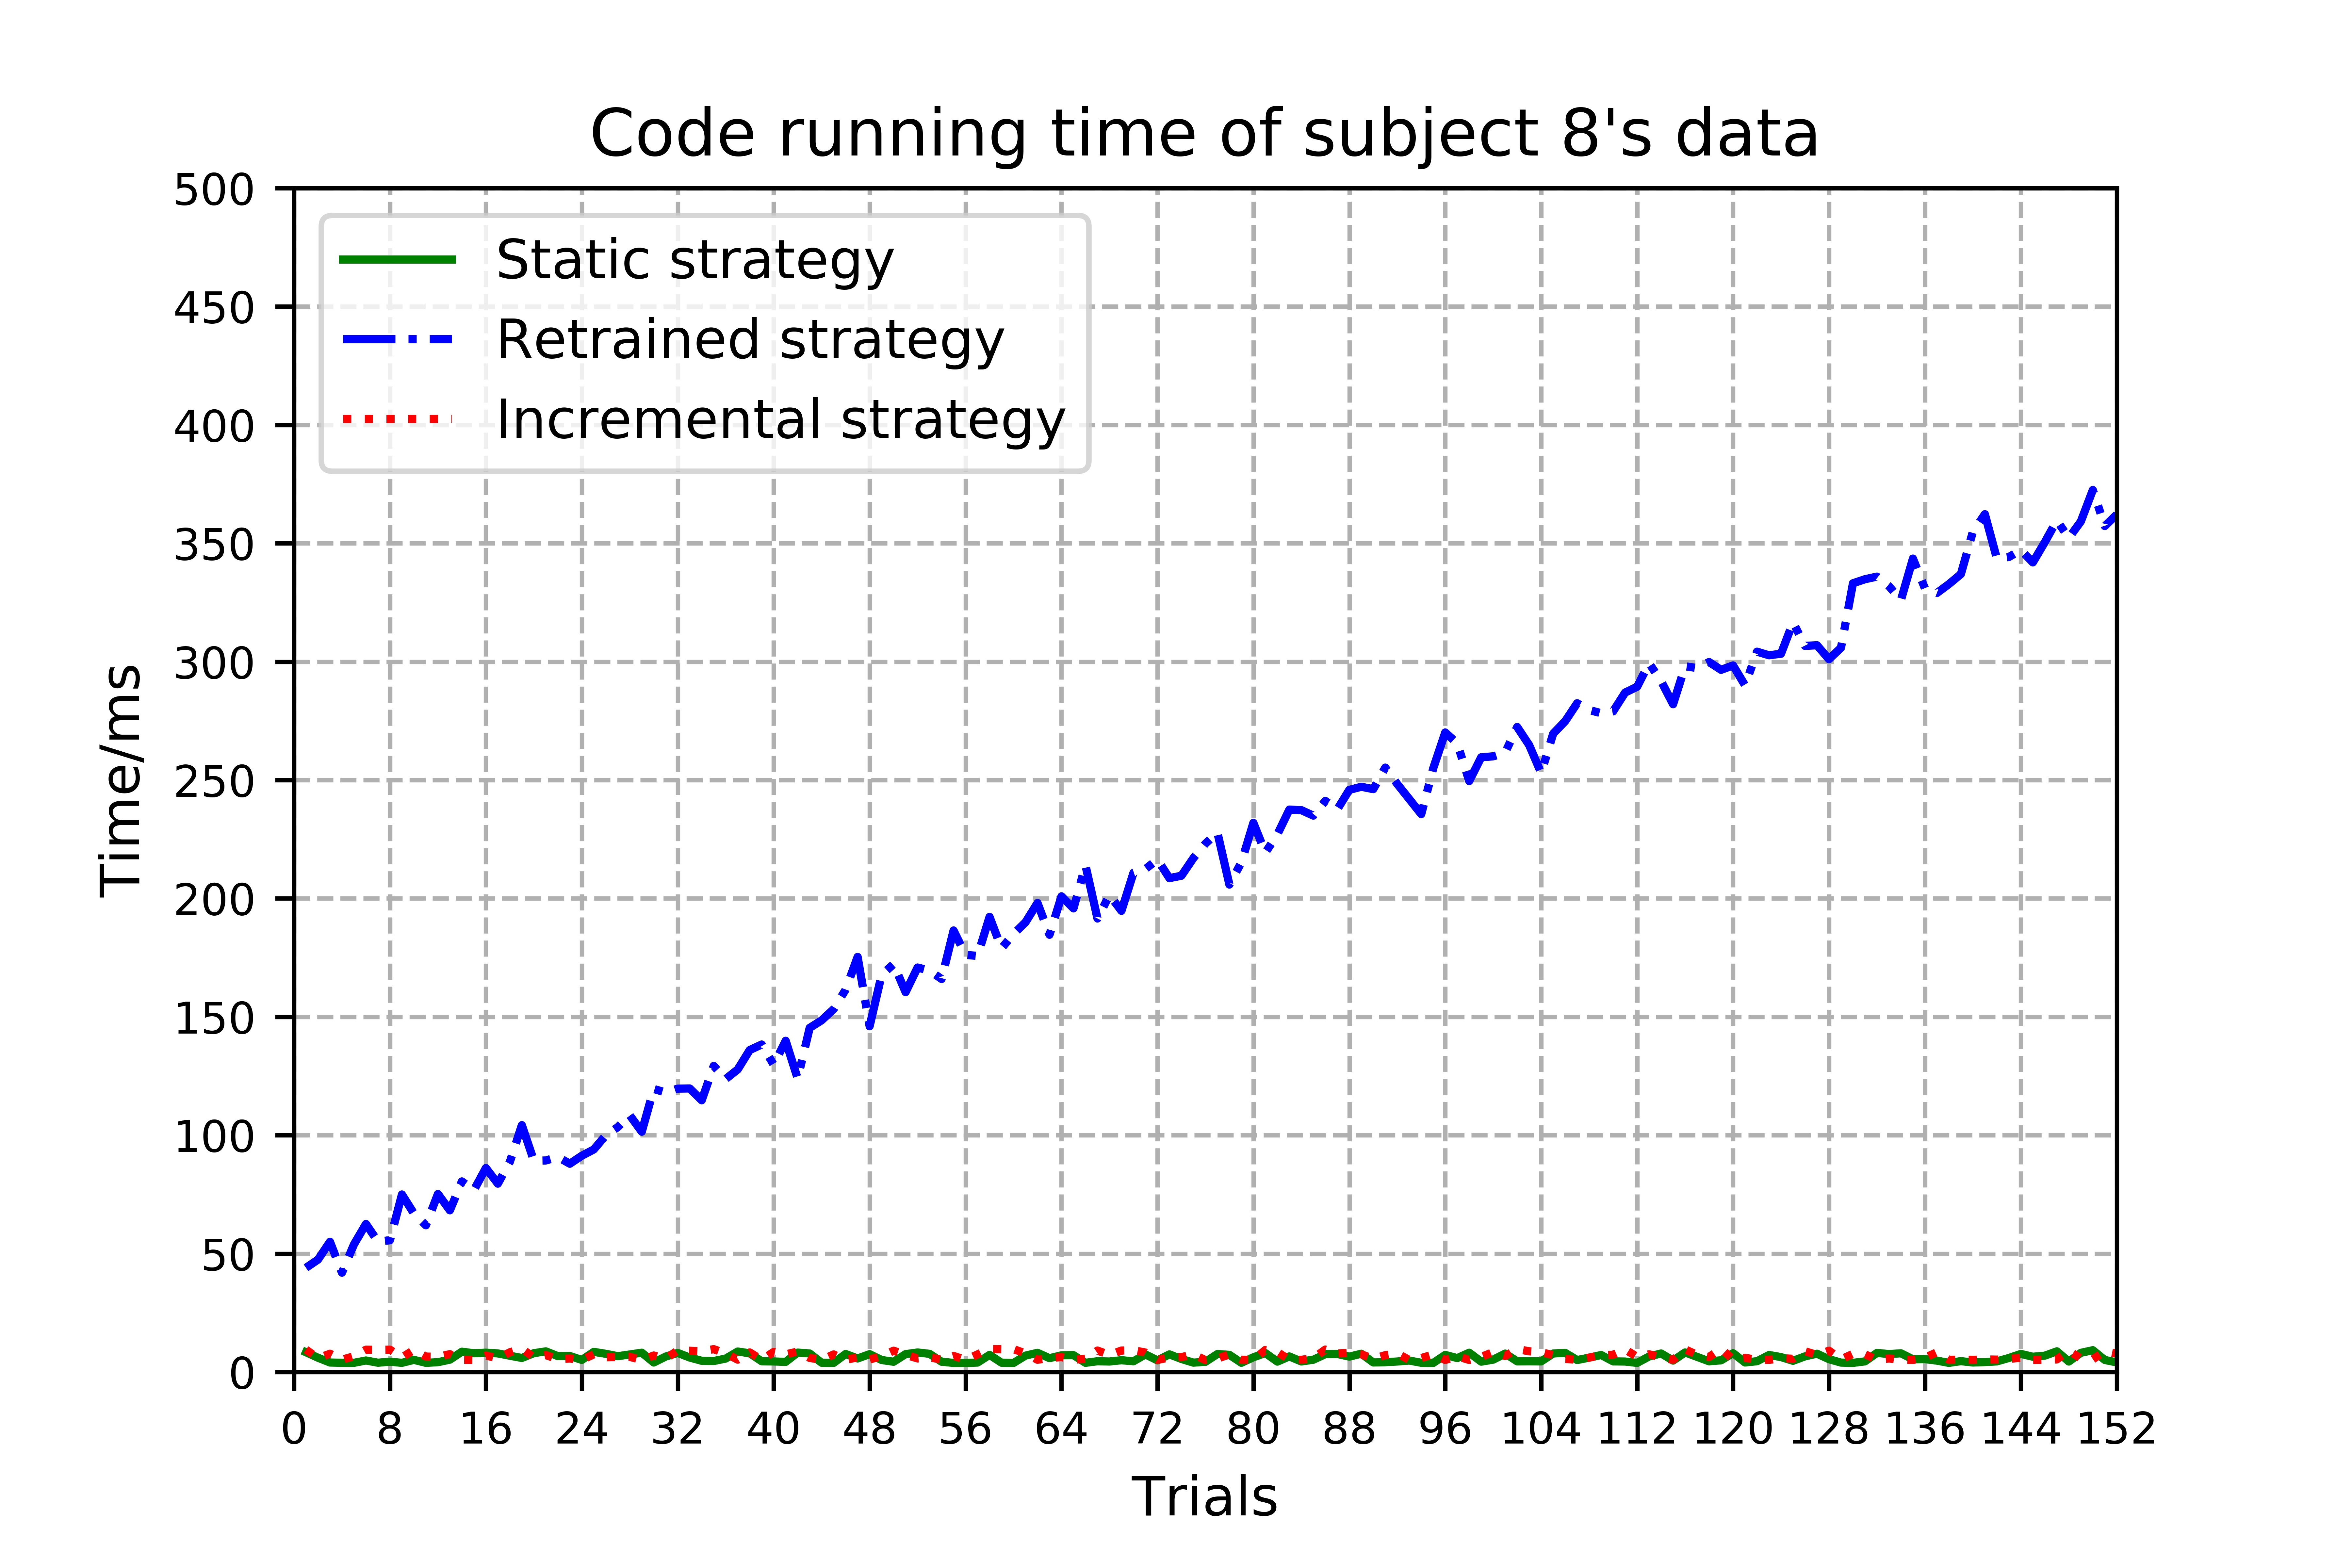 Code running time of subject 8's data
500
450
400
350
300
250
200
150
100
50
0
Time/ms
Static strategy
Retrained strategy
Incremental strategy
0 8 16 24 32 40 48 56 64 72 80 88 96 104 112 120 128 136 144 152
Trials